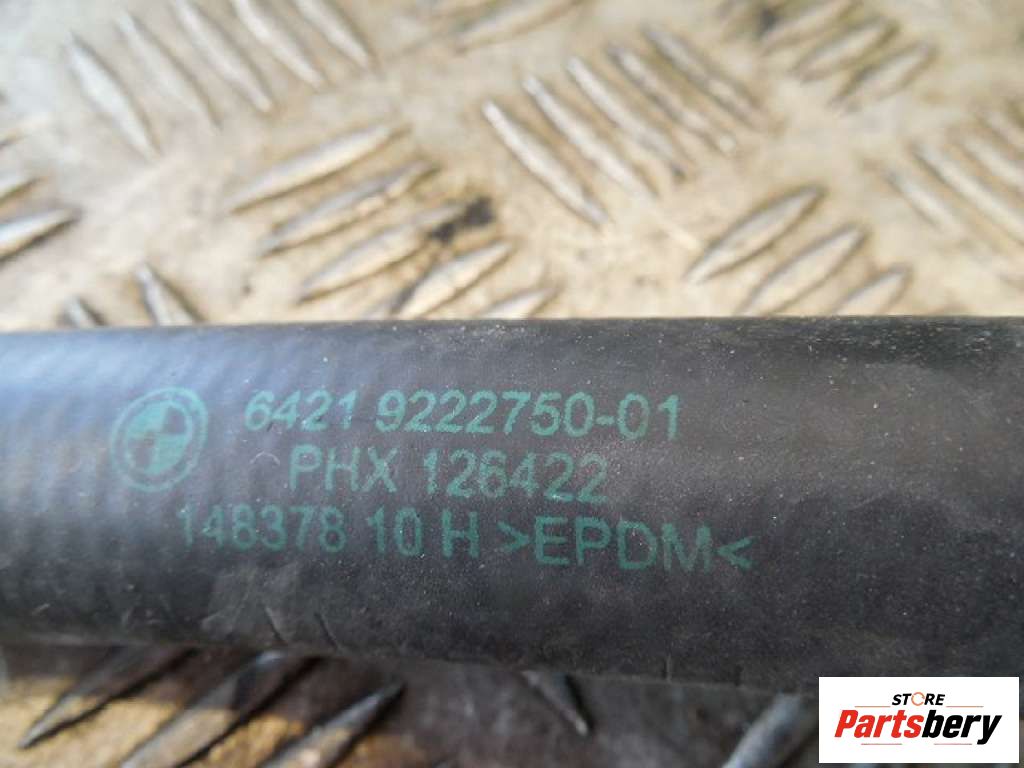 6421 9222750-01
PHX 126422
148378 10 H >EPDM<
STORE
Partsbery